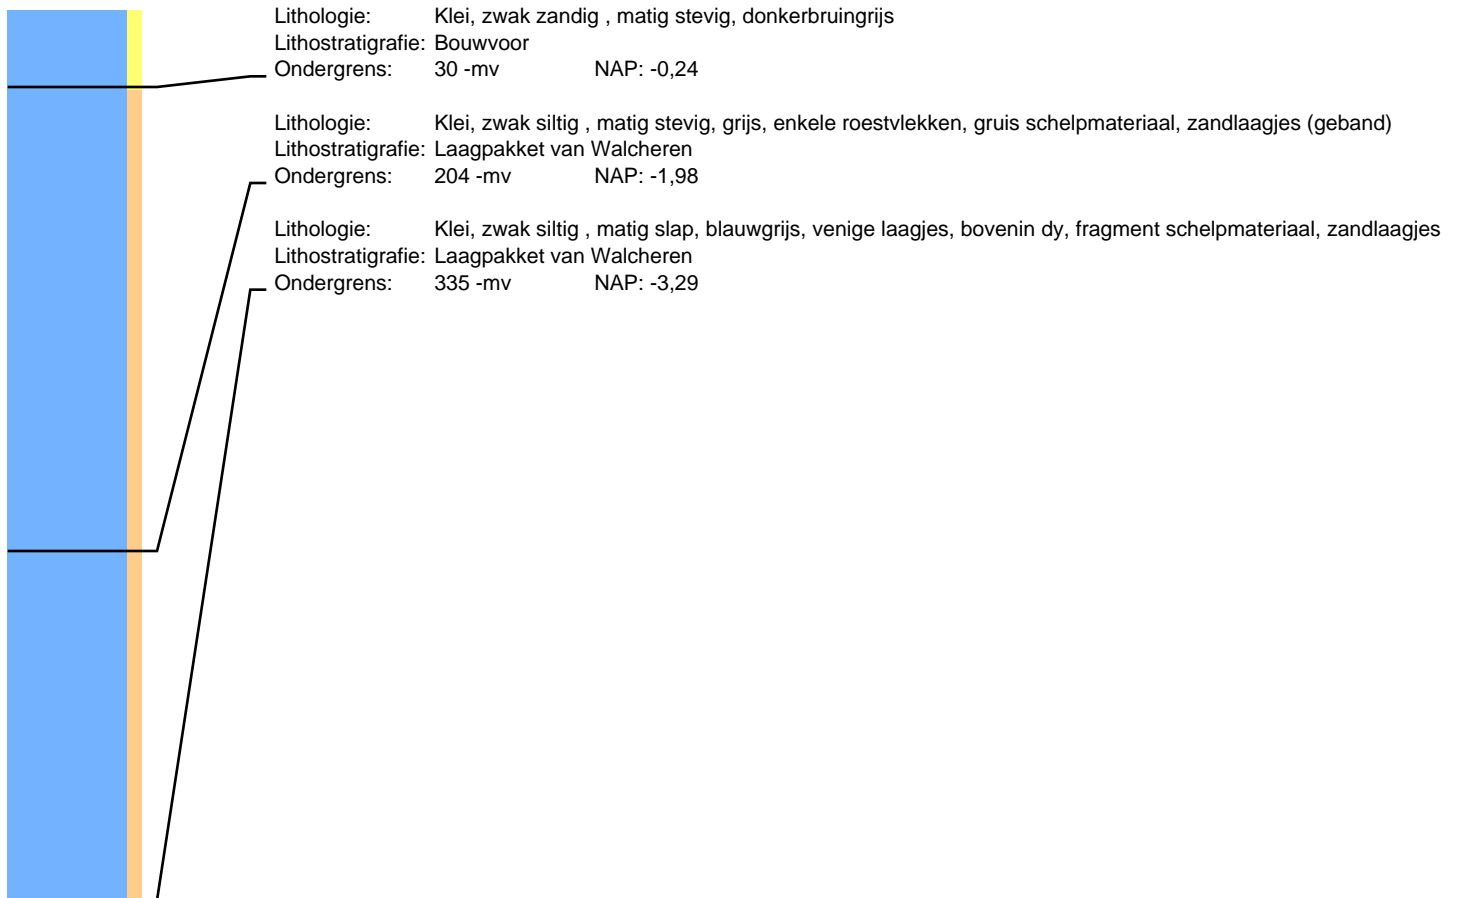 Lithologie: Klei, zwak zandig , matig stevig, donkerbruingrijs
Lithostratigrafie: Bouwvoor
Ondergrens: 30 -mv NAP: -0,24
Lithologie: Klei, zwak siltig , matig stevig, grijs, enkele roestvlekken, gruis schelpmateriaal, zandlaagjes (geband)
Lithostratigrafie: Laagpakket van Walcheren
Ondergrens: 204 -mv NAP: -1,98
Lithologie: Klei, zwak siltig , matig slap, blauwgrijs, venige laagjes, bovenin dy, fragment schelpmateriaal, zandlaagjes
Lithostratigrafie: Laagpakket van Walcheren
Ondergrens: 335 -mv NAP: -3,29